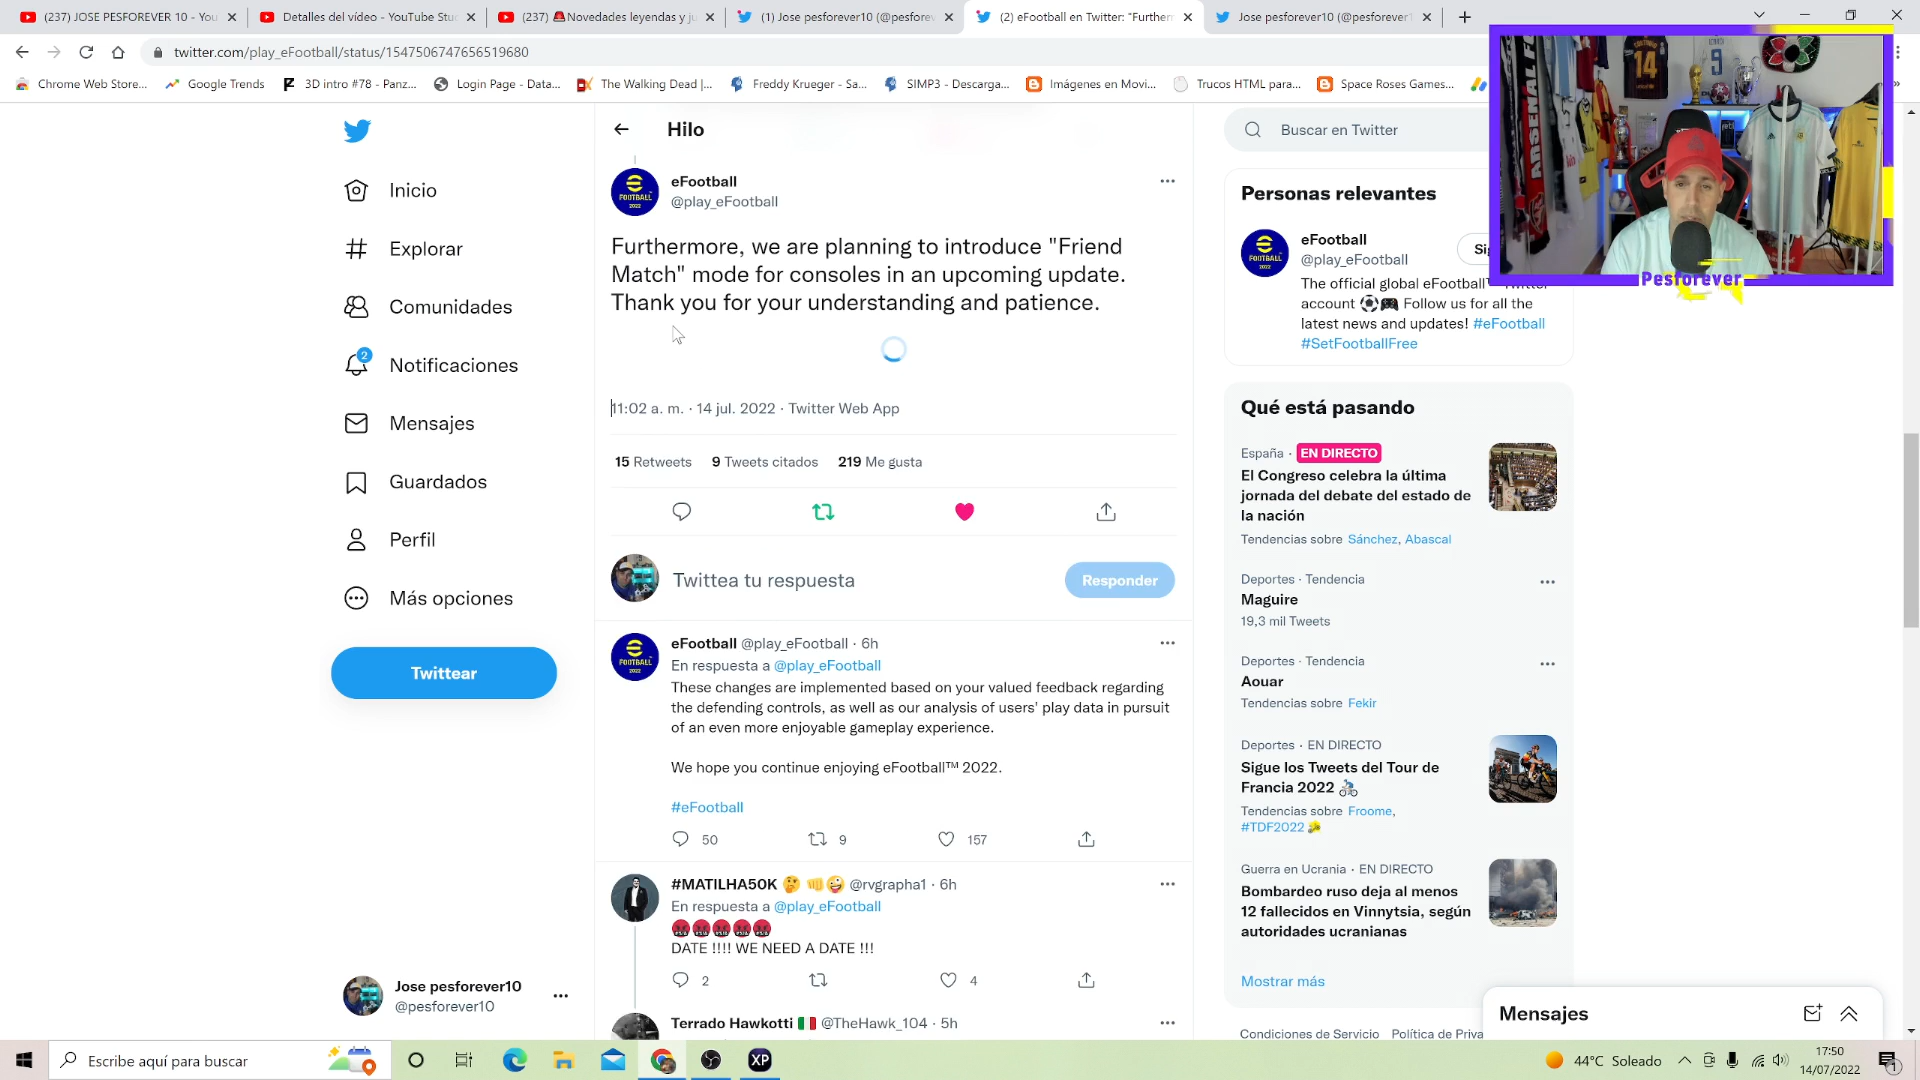 (237) JOSE PESFOREVER 10 - You
Detalles del vídeo - YouTube Stu
(237) 🚨Novedades leyendas y ju
(1) Jose pesforever10 (@pesforev
(2) eFootball en Twitter: "Furthern
Jose pesforever10 (@pesforever1
twitter.com/play_eFootball/status/1547506747656519680
Chrome Web Store...
Google Trends
3D intro #78 - Panz...
Login Page - Data...
The Walking Dead |...
Freddy Krueger - Sa...
SIMP3 - Descarga...
Imágenes en Movi...
Trucos HTML para...
Space Roses Games...
Inicio
Explorar
Comunidades
2
Notificaciones
Mensajes
Guardados
Perfil
Más opciones
Twittear
Jose pesforever10
@pesforever10
Hilo
eFootball
@play_eFootball
Furthermore, we are planning to introduce "Friend
Match" mode for consoles in an upcoming update.
Thank you for your understanding and patience.
11:02 a. m. · 14 jul. 2022 · Twitter Web App
15 Retweets 9 Tweets citados 219 Me gusta
Twittea tu respuesta
Responder
eFootball @play_eFootball · 6h
En respuesta a @play_eFootball
These changes are implemented based on your valued feedback regarding
the defending controls, as well as our analysis of users' play data in pursuit
of an even more enjoyable gameplay experience.
We hope you continue enjoying eFootball™ 2022.
#eFootball
50 9 157
#MATILHA50K 🤔 👊🤪 @rvgrapha1 · 6h
En respuesta a @play_eFootball
🤬🤬🤬🤬🤬
DATE !!!! WE NEED A DATE !!!
2 4
Terrado Hawkotti 🇮🇹 @TheHawk_104 · 5h
Buscar en Twitter
Personas relevantes
eFootball
@play_eFootball
The official global eFootball™ Twitter
account ⚽🎮 Follow us for all the
latest news and updates! #eFootball
#SetFootballFree
Qué está pasando
España · EN DIRECTO
El Congreso celebra la última
jornada del debate del estado de
la nación
Tendencias sobre Sánchez, Abascal
Deportes · Tendencia
Maguire
19,3 mil Tweets
Deportes · Tendencia
Aouar
Tendencias sobre Fekir
Deportes · EN DIRECTO
Sigue los Tweets del Tour de
Francia 2022 🚴
Tendencias sobre Froome,
#TDF2022
Guerra en Ucrania · EN DIRECTO
Bombardeo ruso deja al menos
12 fallecidos en Vinnytsia, según
autoridades ucranianas
Mostrar más
Condiciones de Servicio Política de Priva
Mensajes
ARSENAL F
14
9
Pesforever
Escribe aquí para buscar
XP
44°C Soleado
17:50
14/07/2022
1